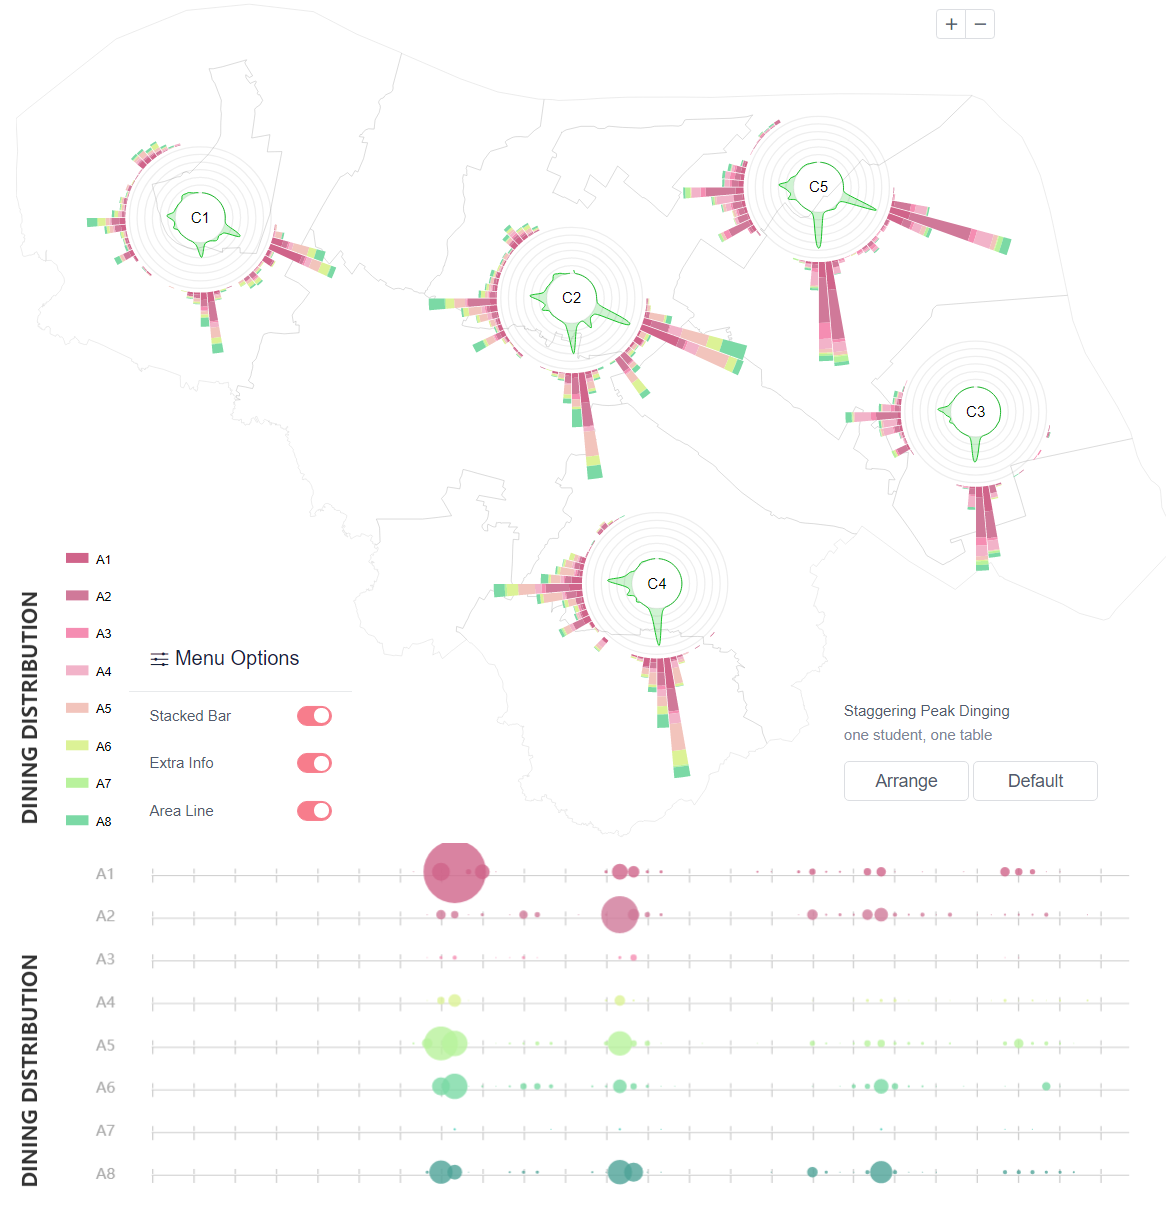 + −
C1
C2
C5
C3
C4
DINING DISTRIBUTION
A1
A2
A3
A4
A5
A6
A7
A8
Menu Options
Stacked Bar
Extra Info
Area Line
Staggering Peak Dinging
one student, one table
Arrange Default
DINING DISTRIBUTION
A1
A2
A3
A4
A5
A6
A7
A8